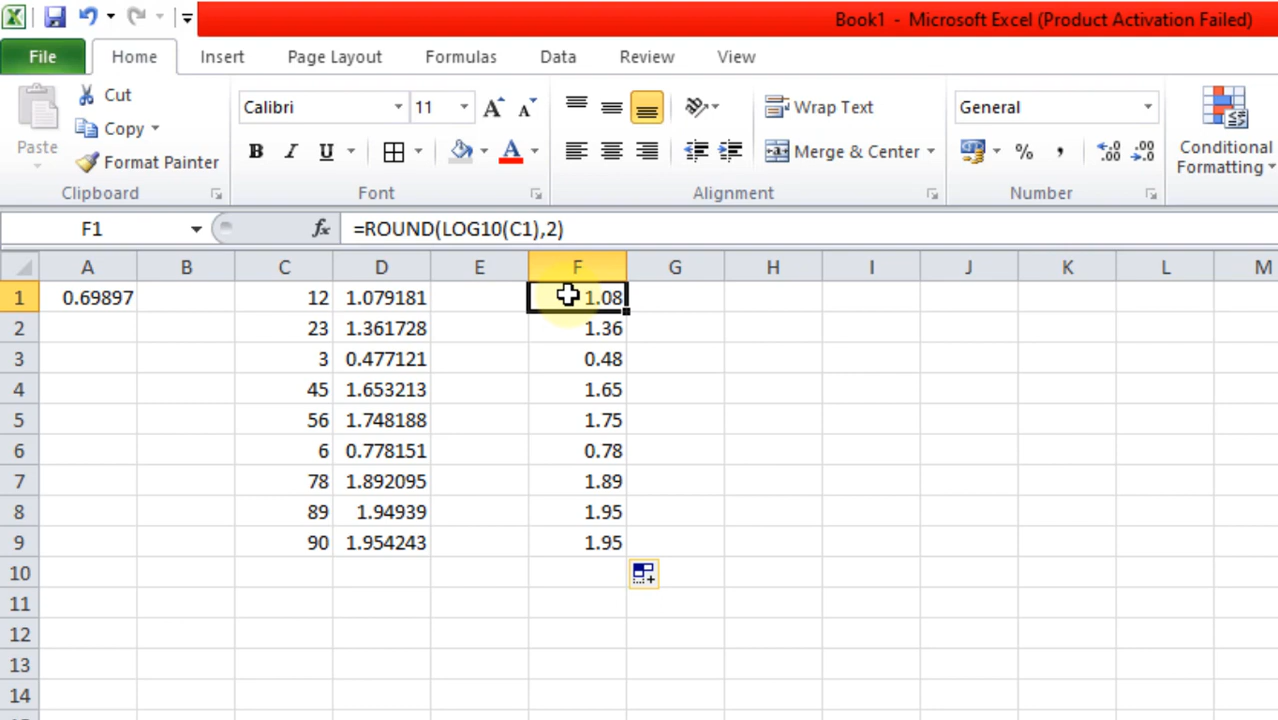 Book1 - Microsoft Excel (Product Activation Failed)
File Home Insert Page Layout Formulas Data Review View
Cut
Copy
Format Painter
Paste
Clipboard
Calibri 11 A A
B I U A
Font
Wrap Text
Merge & Center
Alignment
General
% , .00 .00
Number
Conditional
Formatting
F1 fx =ROUND(LOG10(C1),2)
A B C D E F G H I J K L M
1 0.69897 12 1.079181 1.08
2 23 1.361728 1.36
3 3 0.477121 0.48
4 45 1.653213 1.65
5 56 1.748188 1.75
6 6 0.778151 0.78
7 78 1.892095 1.89
8 89 1.94939 1.95
9 90 1.954243 1.95
10
11
12
13
14